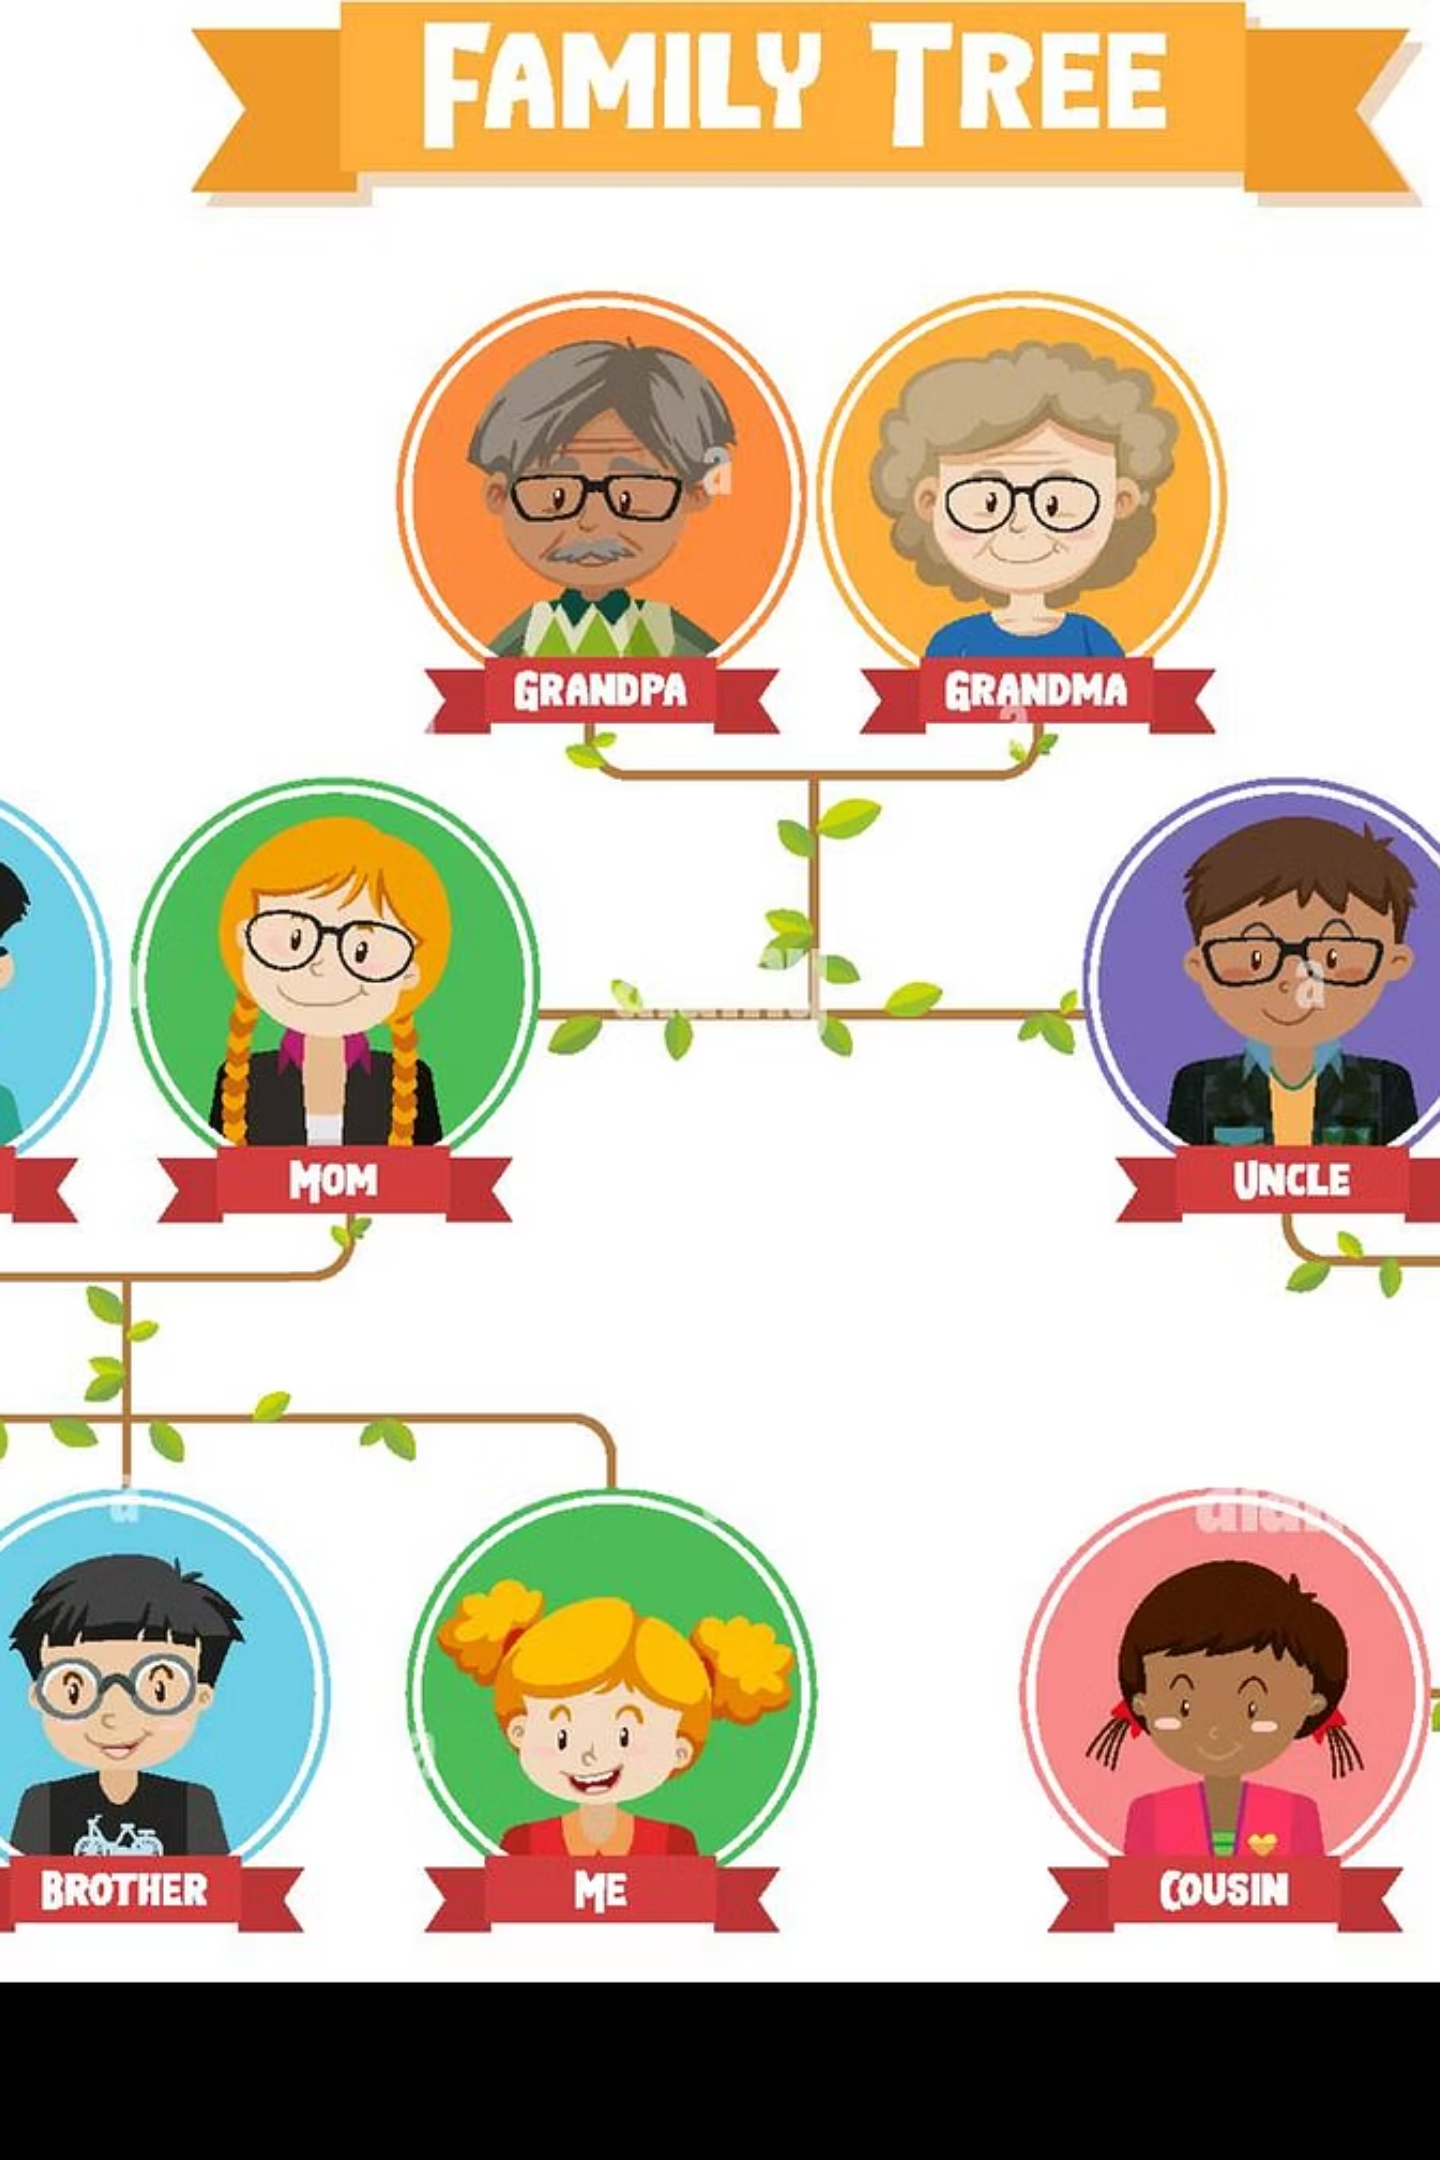 Family Tree
Grandpa
Grandma
Mom
Uncle
Brother
Me
Cousin